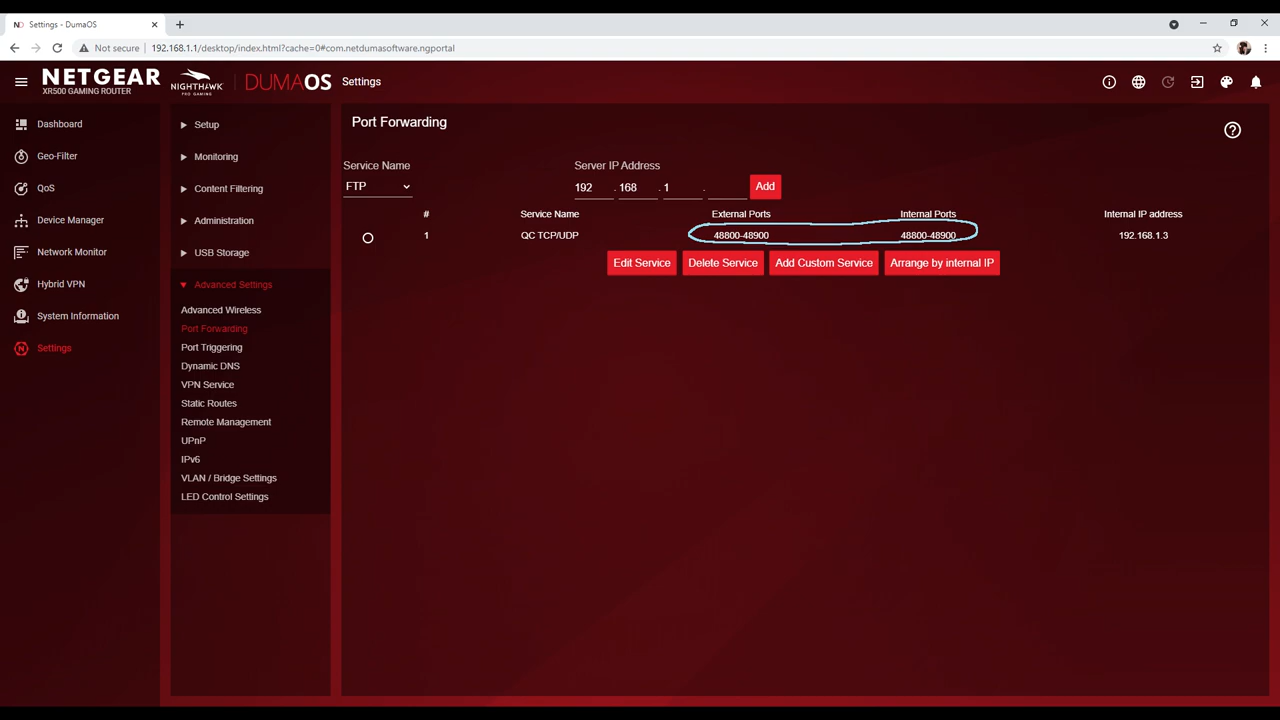 Settings - DumaOS
Not secure 192.168.1.1/desktop/index.html?cache=0#com.netdumasoftware.ngportal
NETGEAR
XR500 GAMING ROUTER
NIGHTHAWK
PRO GAMING
DUMAOS Settings
Dashboard
Geo-Filter
QoS
Device Manager
Network Monitor
Hybrid VPN
System Information
Settings
Setup
Monitoring
Content Filtering
Administration
USB Storage
Advanced Settings
Advanced Wireless
Port Forwarding
Port Triggering
Dynamic DNS
VPN Service
Static Routes
Remote Management
UPnP
IPv6
VLAN / Bridge Settings
LED Control Settings
Port Forwarding
Service Name Server IP Address
FTP 192 . 168 . 1 . Add
# Service Name External Ports Internal Ports Internal IP address
1 QC TCP/UDP 48800-48900 48800-48900 192.168.1.3
Edit Service Delete Service Add Custom Service Arrange by internal IP